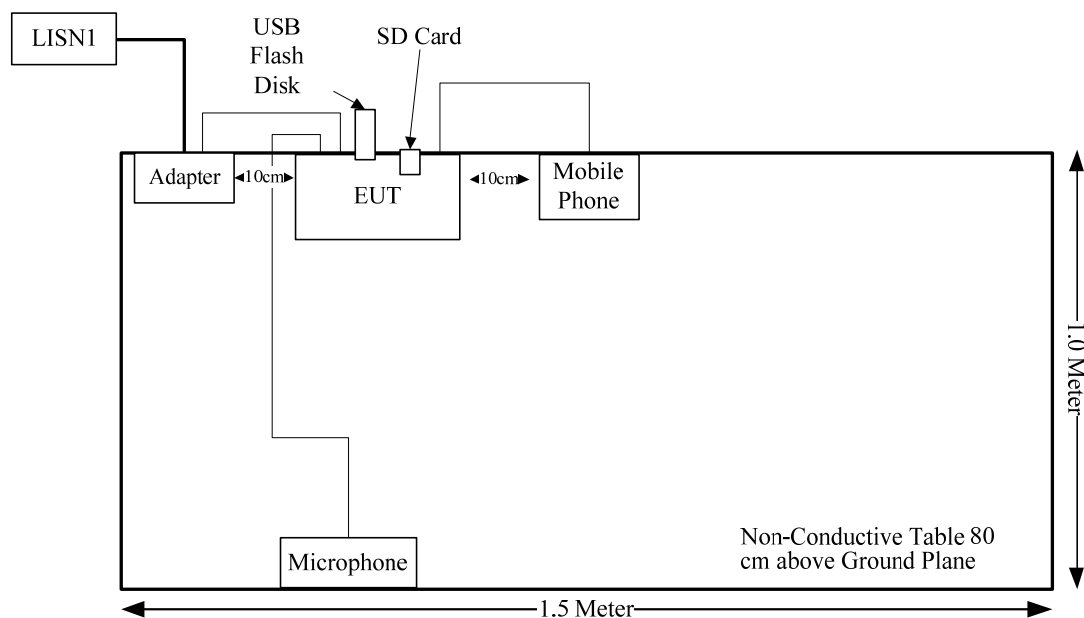 LISN1
USB
Flash
Disk
SD Card
Adapter
10cm
EUT
10cm
Mobile
Phone
1.0 Meter
Microphone
Non-Conductive Table 80
cm above Ground Plane
1.5 Meter